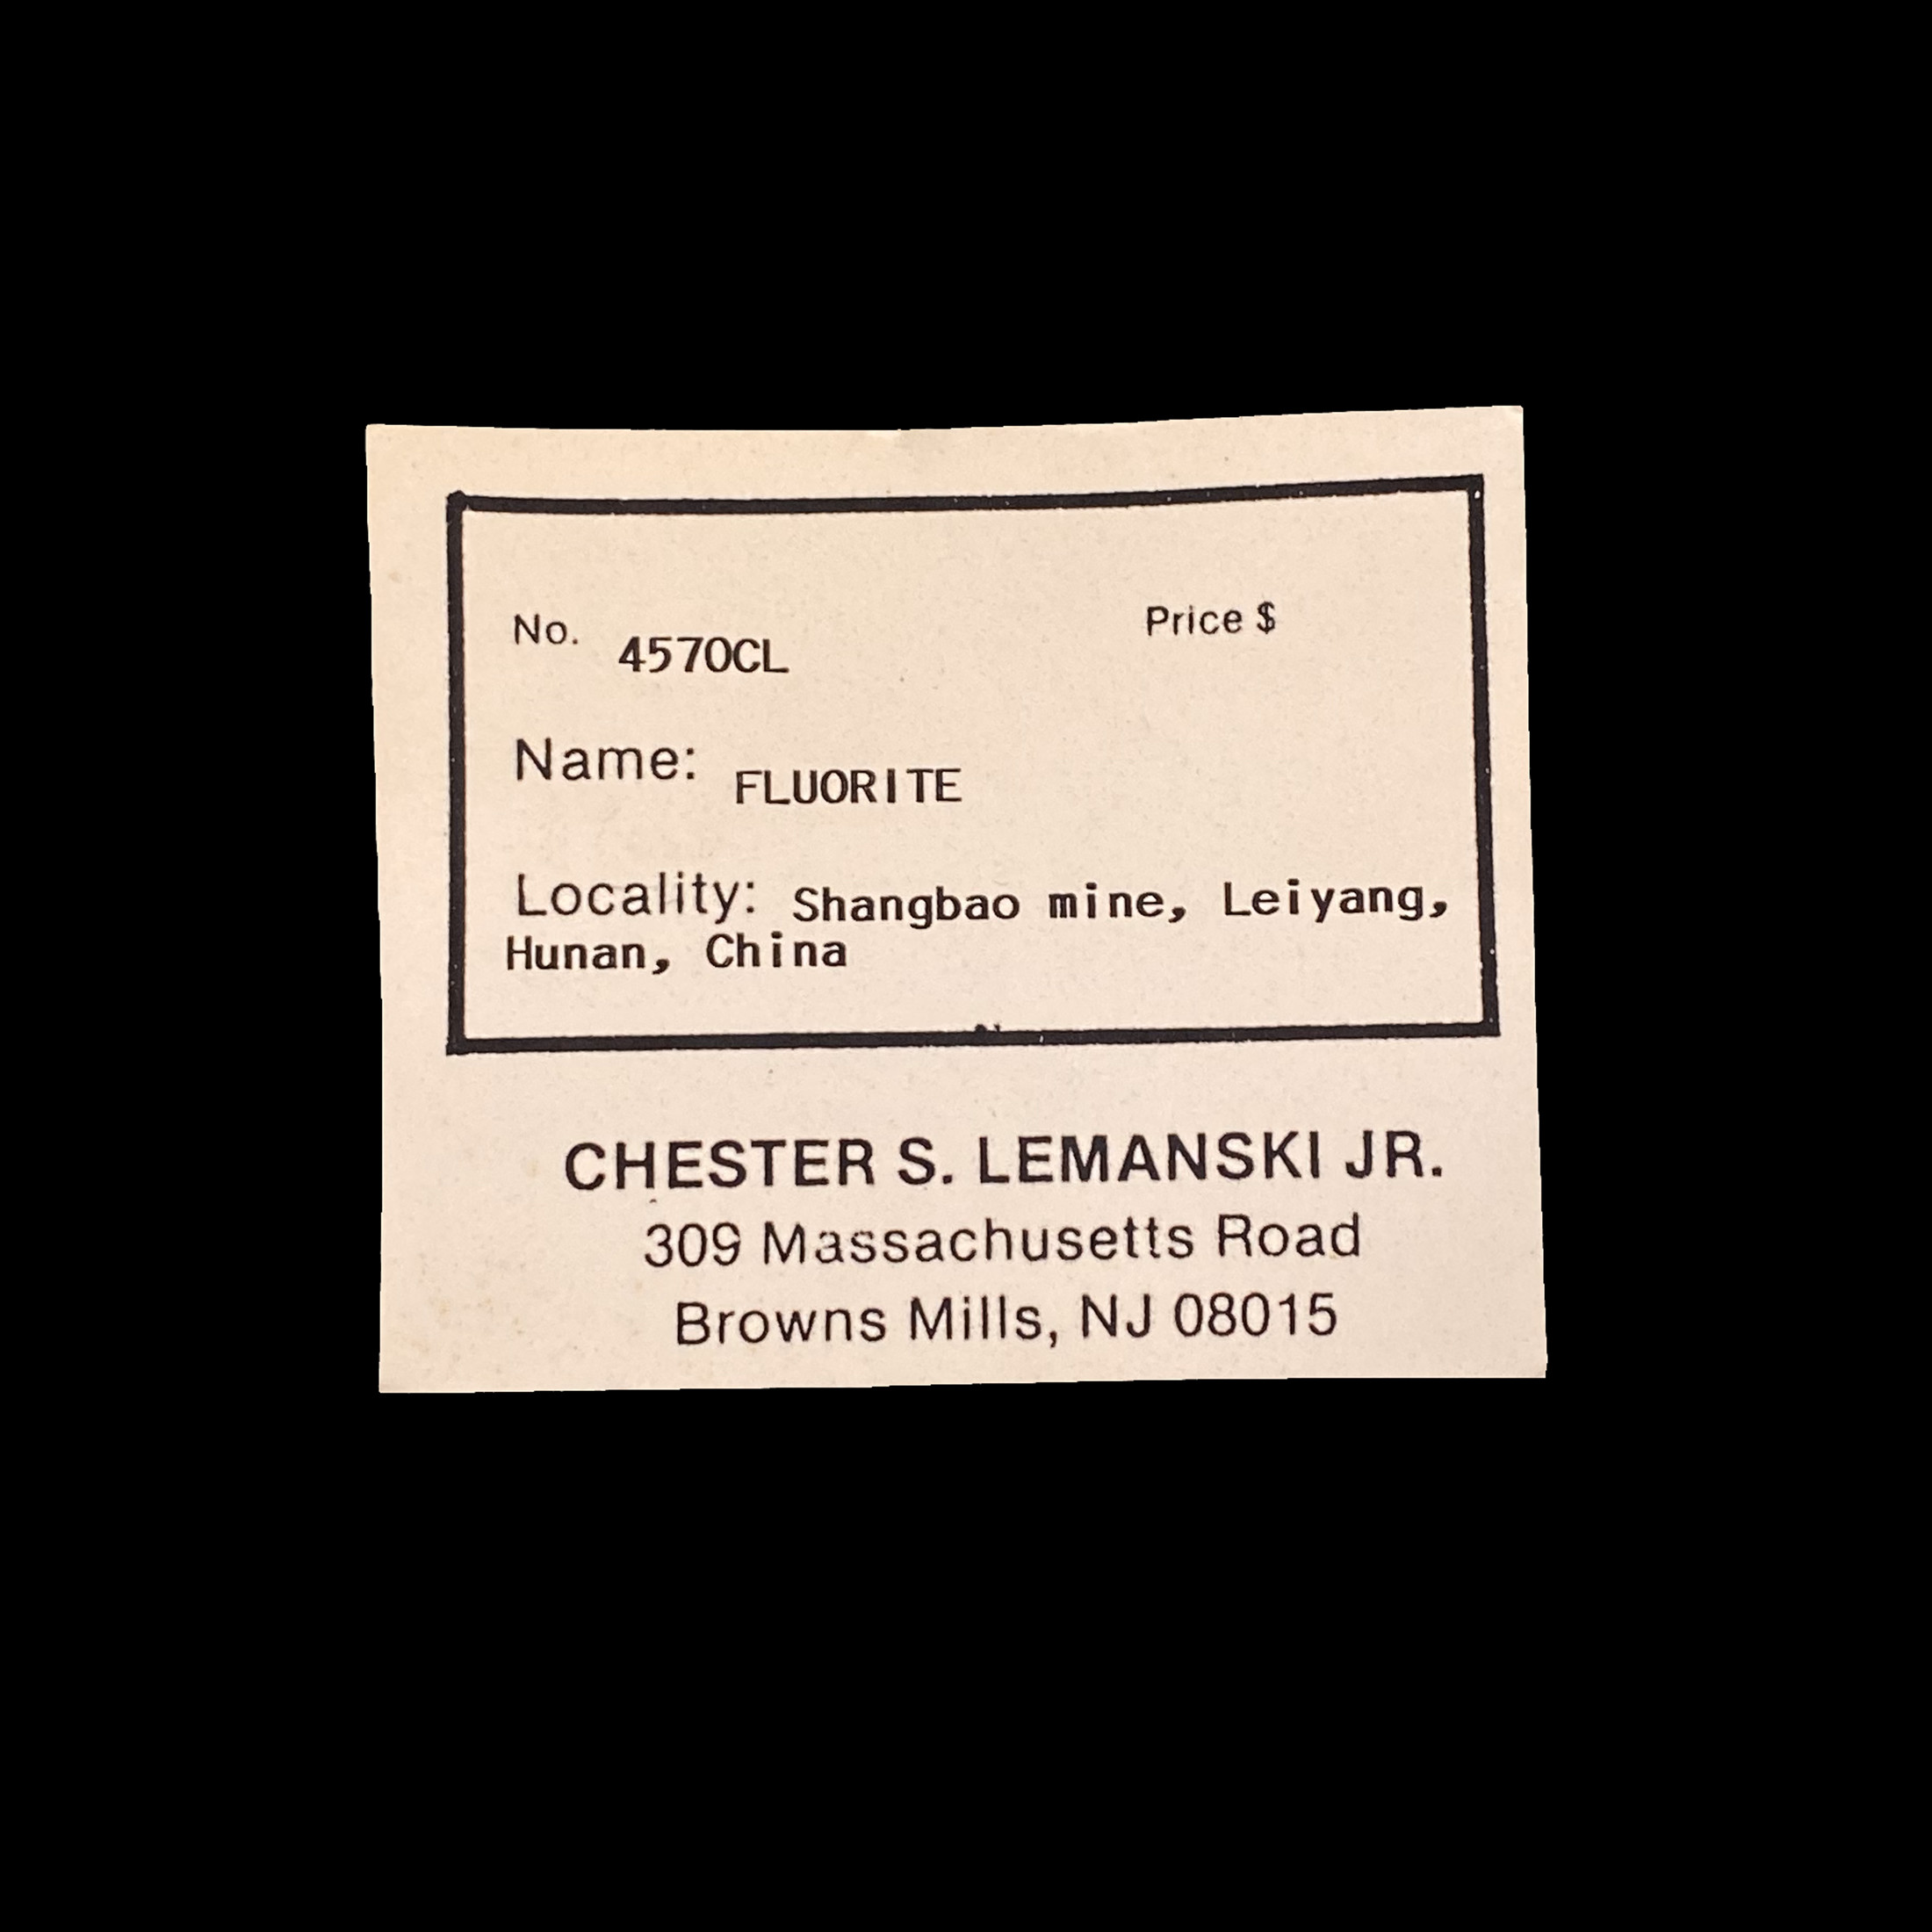 No. 4570CL Price $
Name: FLUORITE
Locality: Shangbao mine, Leiyang,
Hunan, China
CHESTER S. LEMANSKI JR.
309 Massachusetts Road
Browns Mills, NJ 08015